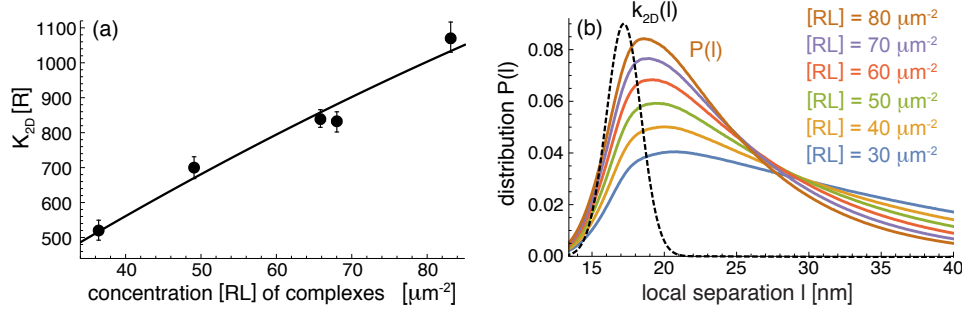 (a)
1100
1000
900
800
700
600
500
K2D [R]
40
50
60
70
80
concentration [RL] of complexes [μm-2]
(b)
k2D(l)
P(l)
[RL] = 80 μm-2
[RL] = 70 μm-2
[RL] = 60 μm-2
[RL] = 50 μm-2
[RL] = 40 μm-2
[RL] = 30 μm-2
0.08
0.06
0.04
0.02
0.00
distribution P(l)
15
20
25
30
35
40
local separation l [nm]